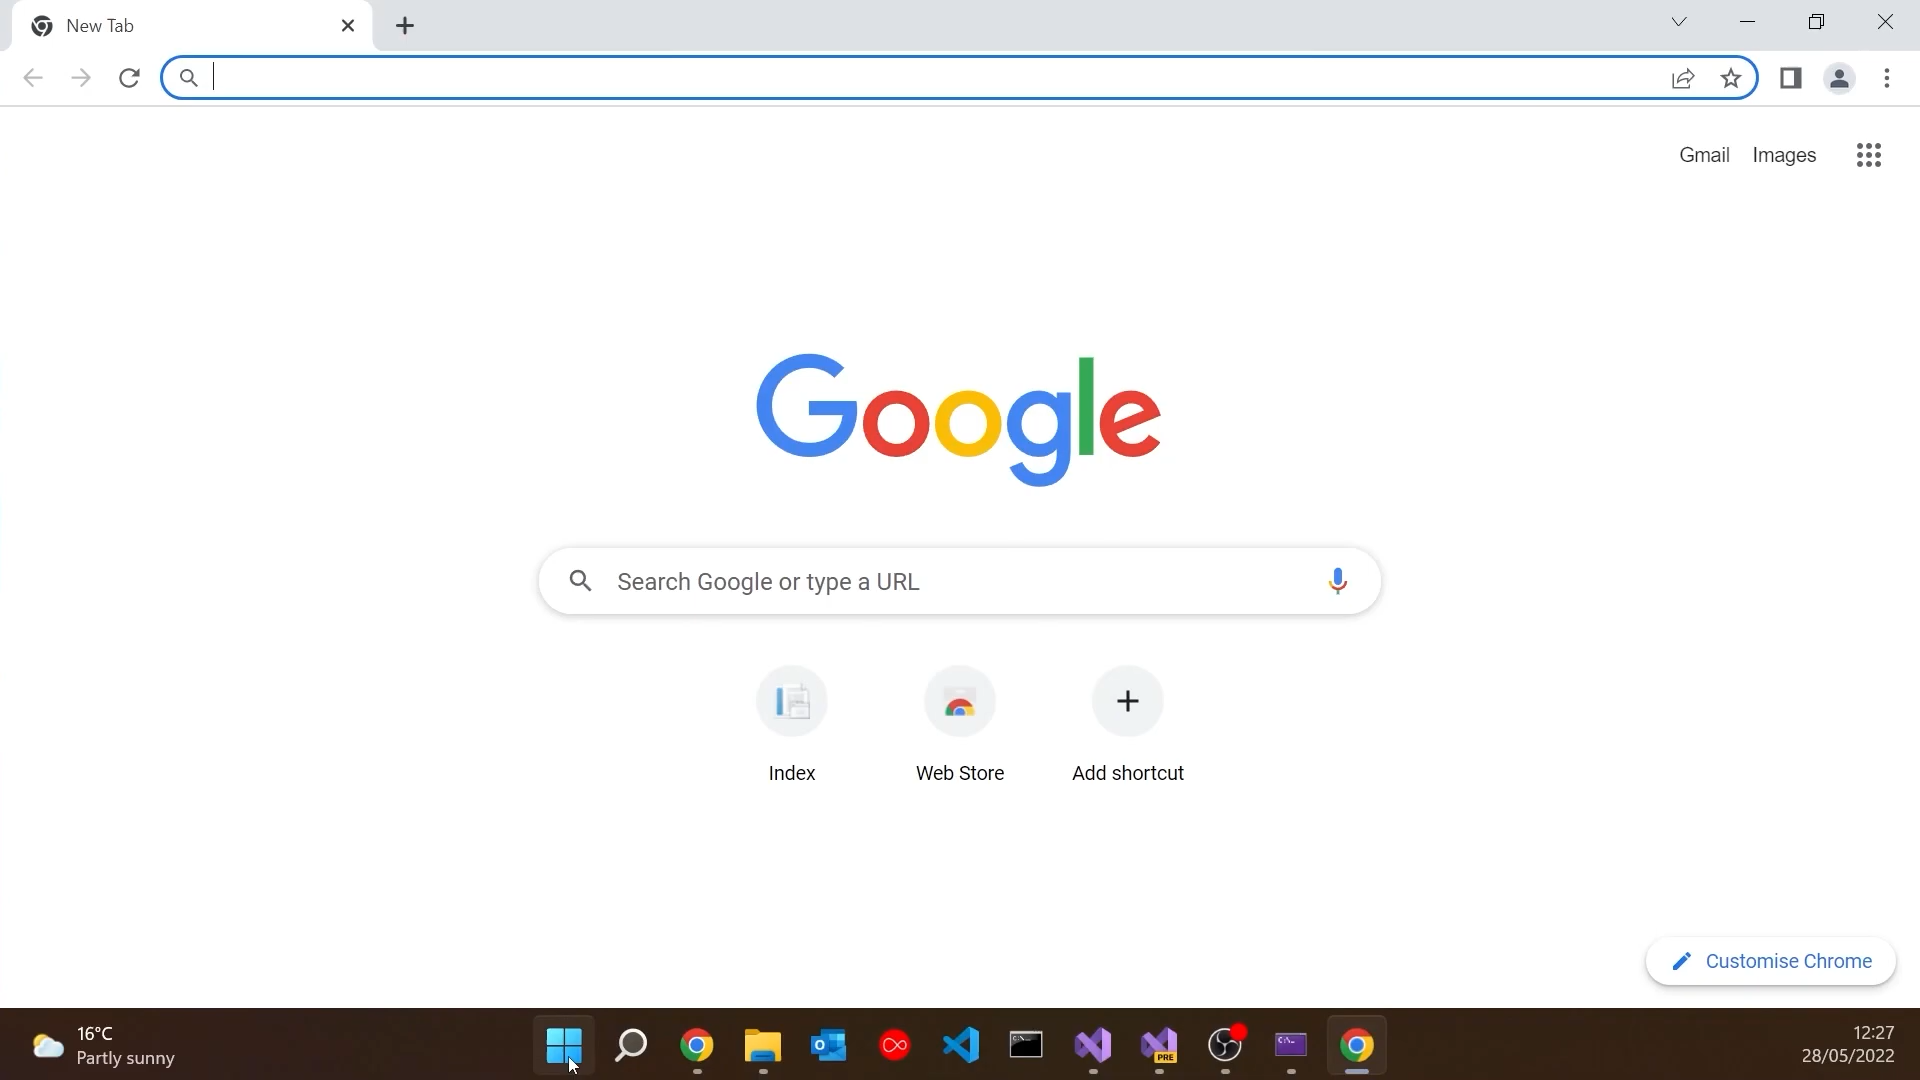 New Tab
Gmail Images
Google
Search Google or type a URL
Index
Web Store
Add shortcut
Customise Chrome
16°C
Partly sunny
PRE
12:27
28/05/2022